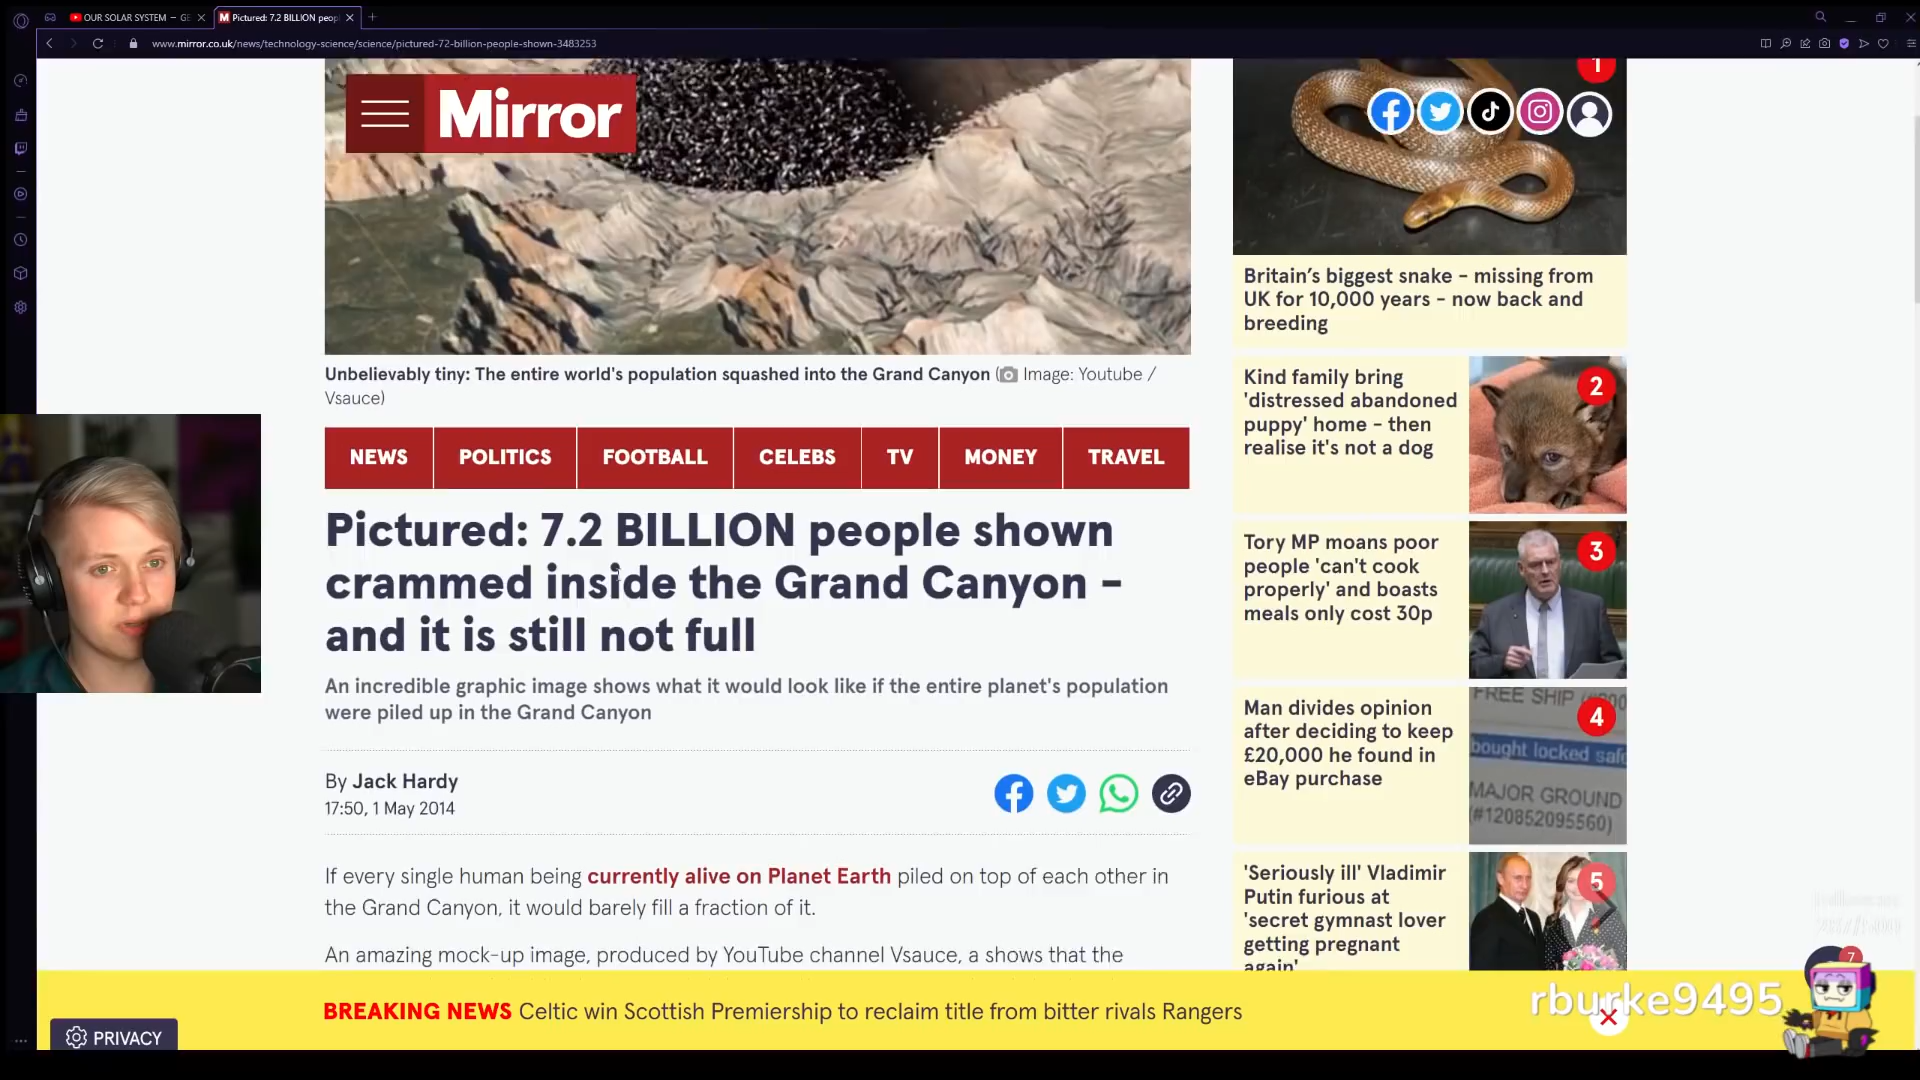 OUR SOLAR SYSTEM – GE
Pictured: 7.2 BILLION peop
www.mirror.co.uk/news/technology-science/science/pictured-72-billion-people-shown-3483253
Mirror
Unbelievably tiny: The entire world's population squashed into the Grand Canyon (Image: Youtube /
Vsauce)
NEWS
POLITICS
FOOTBALL
CELEBS
TV
MONEY
TRAVEL
Pictured: 7.2 BILLION people shown
crammed inside the Grand Canyon -
and it is still not full
An incredible graphic image shows what it would look like if the entire planet's population
were piled up in the Grand Canyon
By Jack Hardy
17:50, 1 May 2014
If every single human being currently alive on Planet Earth piled on top of each other in
the Grand Canyon, it would barely fill a fraction of it.
An amazing mock-up image, produced by YouTube channel Vsauce, a shows that the
1
Britain's biggest snake - missing from
UK for 10,000 years - now back and
breeding
Kind family bring
'distressed abandoned
puppy' home - then
realise it's not a dog
2
Tory MP moans poor
people 'can't cook
properly' and boasts
meals only cost 30p
3
Man divides opinion
after deciding to keep
£20,000 he found in
eBay purchase
4
FREE SHIP
bought locked safe
MAJOR GROUND
(#120852095560)
'Seriously ill' Vladimir
Putin furious at
'secret gymnast lover
getting pregnant
again'
5
7
BREAKING NEWS Celtic win Scottish Premiership to reclaim title from bitter rivals Rangers
rburke9495
PRIVACY